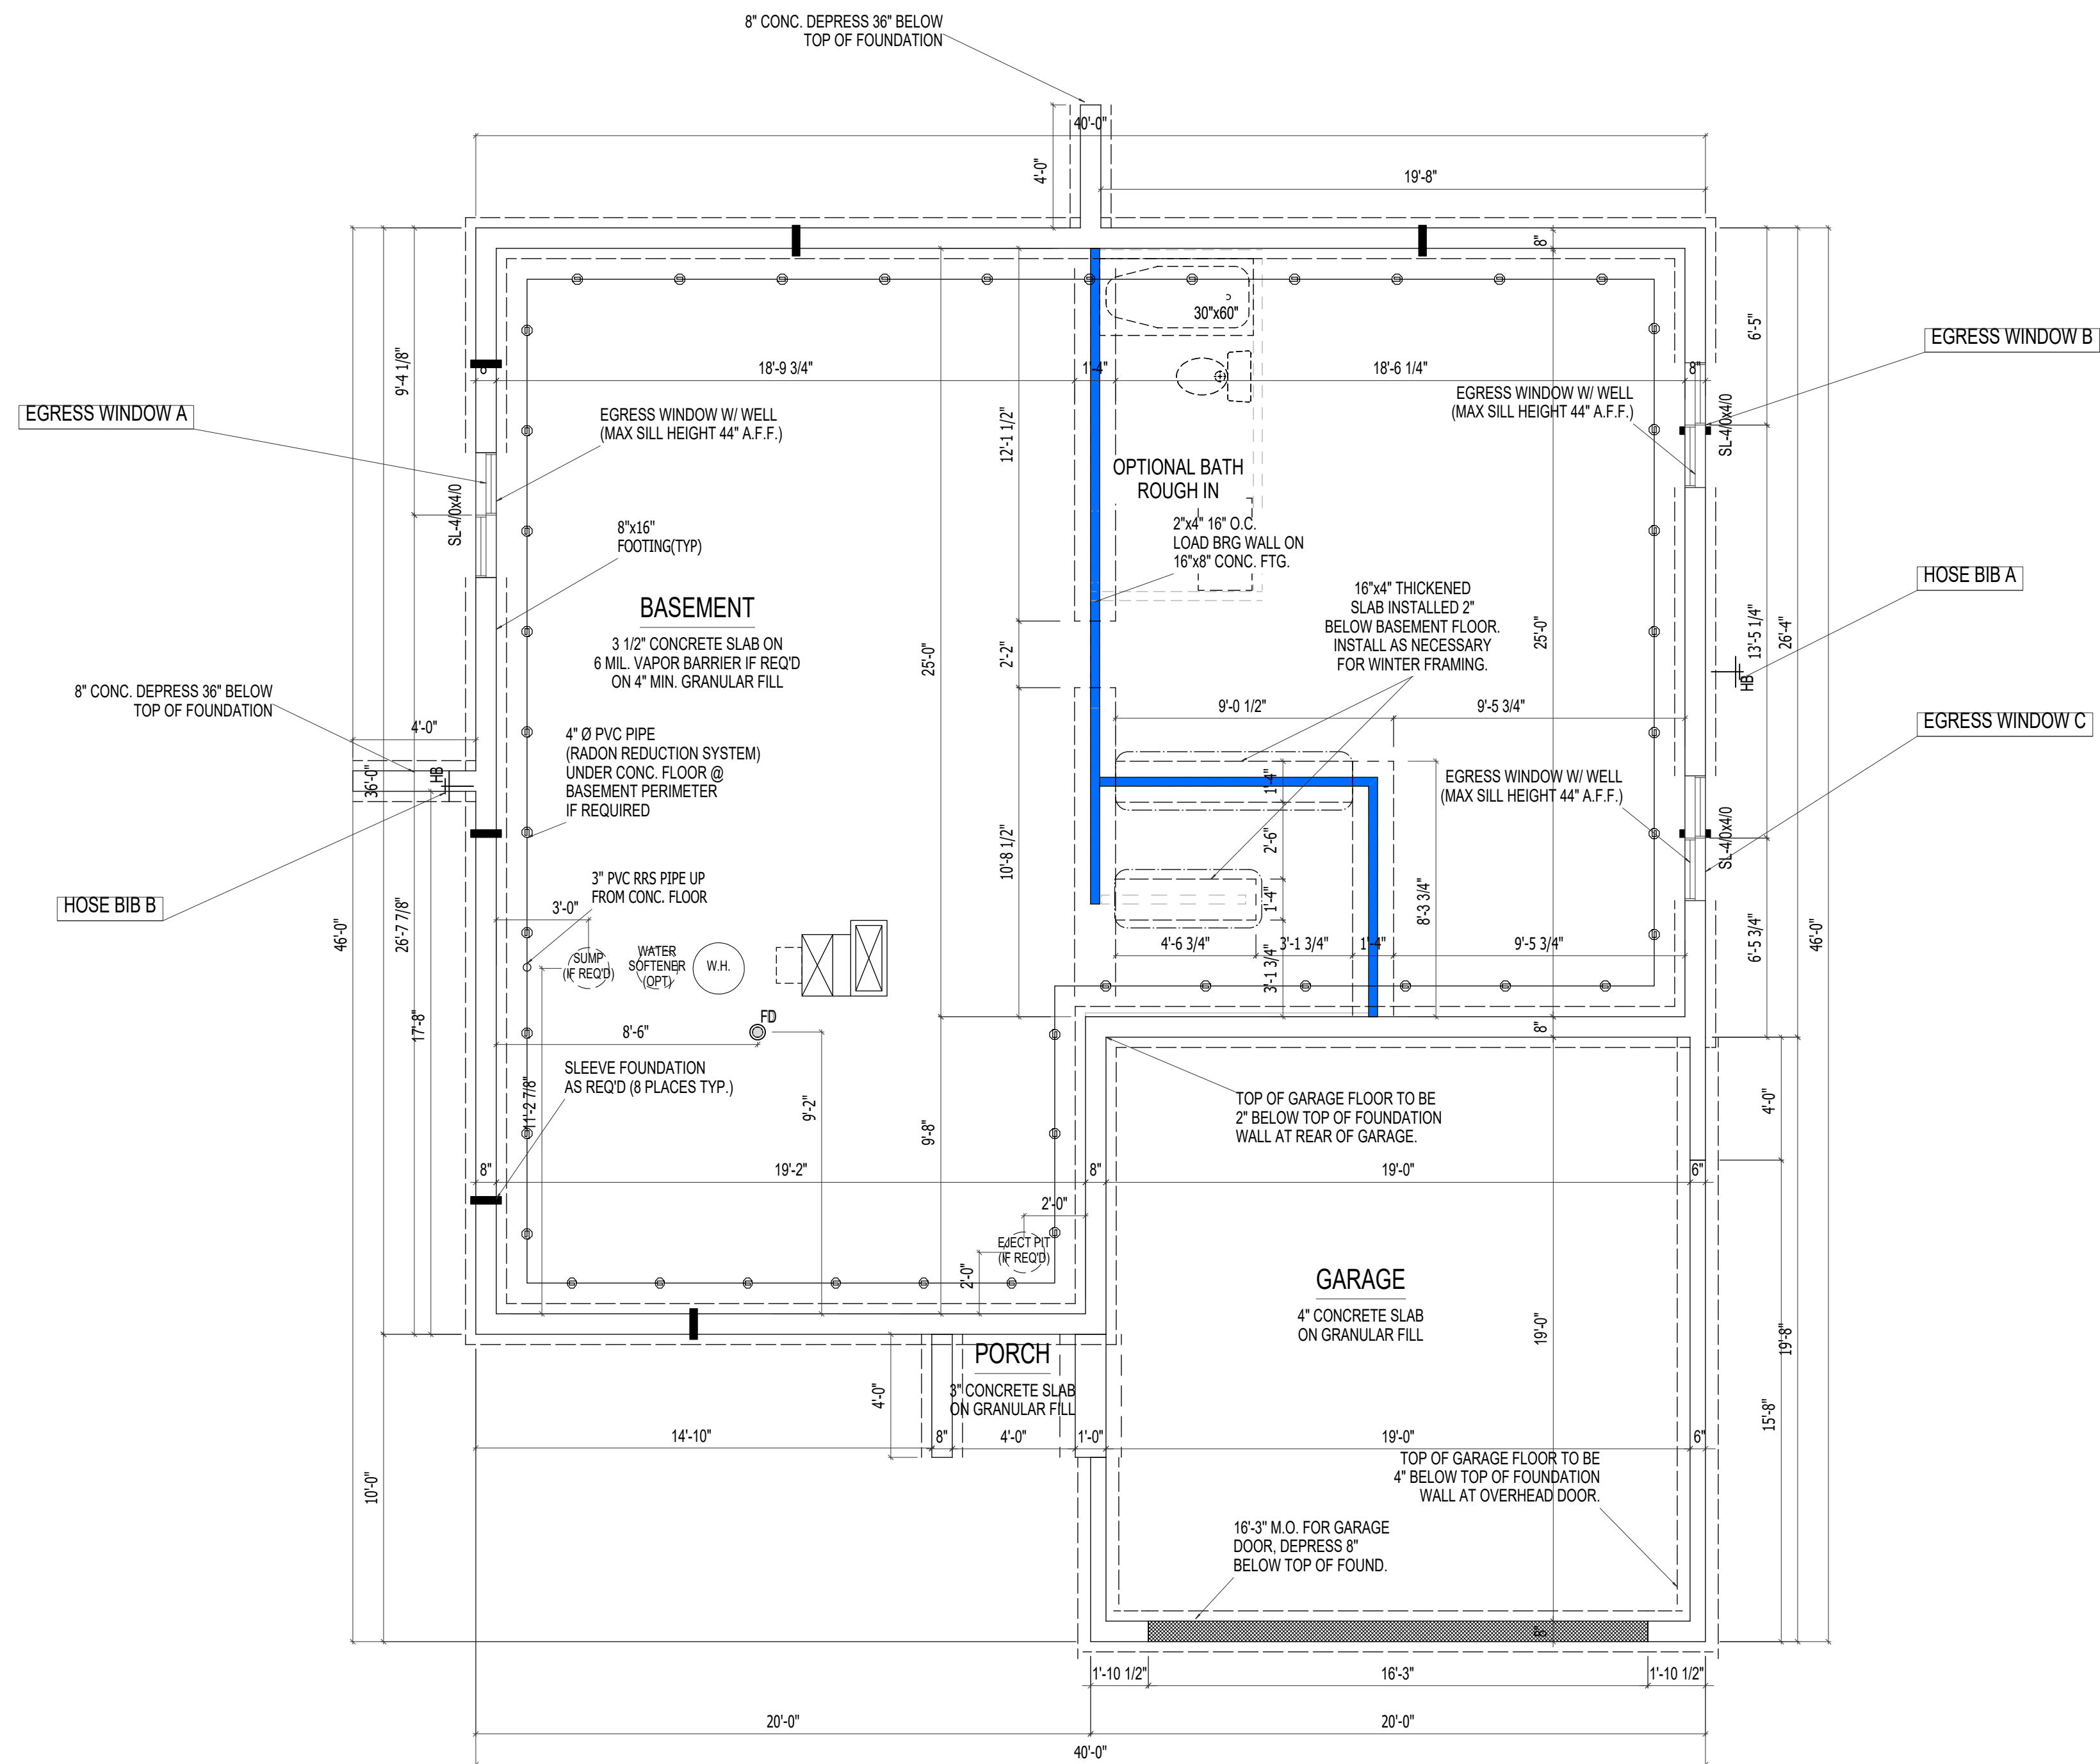 8" CONC. DEPRESS 36" BELOW
TOP OF FOUNDATION
40'-0"
4'-0"
19'-8"
8"
6'-5"
EGRESS WINDOW B
30"x60"
9'-4 1/8"
8"
18'-9 3/4"
1'-4"
18'-6 1/4"
8"
EGRESS WINDOW A
EGRESS WINDOW W/ WELL
(MAX SILL HEIGHT 44" A.F.F.)
EGRESS WINDOW W/ WELL
(MAX SILL HEIGHT 44" A.F.F.)
SL-4/0x4/0
12'-1 1/2"
OPTIONAL BATH
ROUGH IN
SL-4/0x4/0
8"x16"
FOOTING(TYP)
2"x4" 16" O.C.
LOAD BRG WALL ON
16"x8" CONC. FTG.
HOSE BIB A
BASEMENT
3 1/2" CONCRETE SLAB ON
6 MIL. VAPOR BARRIER IF REQ'D
ON 4" MIN. GRANULAR FILL
16"x4" THICKENED
SLAB INSTALLED 2"
BELOW BASEMENT FLOOR.
INSTALL AS NECESSARY
FOR WINTER FRAMING.
25'-0"
2'-2"
25'-0"
13'-5 1/4"
26'-4"
HB
8" CONC. DEPRESS 36" BELOW
TOP OF FOUNDATION
4'-0"
9'-0 1/2"
9'-5 3/4"
EGRESS WINDOW C
4" Ø PVC PIPE
(RADON REDUCTION SYSTEM)
UNDER CONC. FLOOR @
BASEMENT PERIMETER
IF REQUIRED
36'-0"
HB
1'-4"
EGRESS WINDOW W/ WELL
(MAX SILL HEIGHT 44" A.F.F.)
SL-4/0x4/0
10'-8 1/2"
2'-6"
HOSE BIB B
3" PVC RRS PIPE UP
FROM CONC. FLOOR
3'-0"
1'-4"
8'-3 3/4"
46'-0"
26'-7 7/8"
4'-6 3/4"
3'-1 3/4"
1'-4"
9'-5 3/4"
6'-5 3/4"
46'-0"
SUMP
(IF REQ'D)
WATER
SOFTENER
(OPT)
W.H.
3'-1 3/4"
17'-8"
FD
8'-6"
8"
SLEEVE FOUNDATION
AS REQ'D (8 PLACES TYP.)
11'-2 7/8"
9'-2"
9'-8"
TOP OF GARAGE FLOOR TO BE
2" BELOW TOP OF FOUNDATION
WALL AT REAR OF GARAGE.
4'-0"
8"
19'-2"
8"
19'-0"
6"
2'-0"
EJECT PIT
(IF REQ'D)
2'-0"
GARAGE
4" CONCRETE SLAB
ON GRANULAR FILL
19'-0"
19'-8"
PORCH
3" CONCRETE SLAB
ON GRANULAR FILL
4'-0"
15'-8"
14'-10"
8"
4'-0"
1'-0"
19'-0"
6"
10'-0"
TOP OF GARAGE FLOOR TO BE
4" BELOW TOP OF FOUNDATION
WALL AT OVERHEAD DOOR.
16'-3" M.O. FOR GARAGE
DOOR, DEPRESS 8"
BELOW TOP OF FOUND.
8"
1'-10 1/2"
16'-3"
1'-10 1/2"
20'-0"
20'-0"
40'-0"